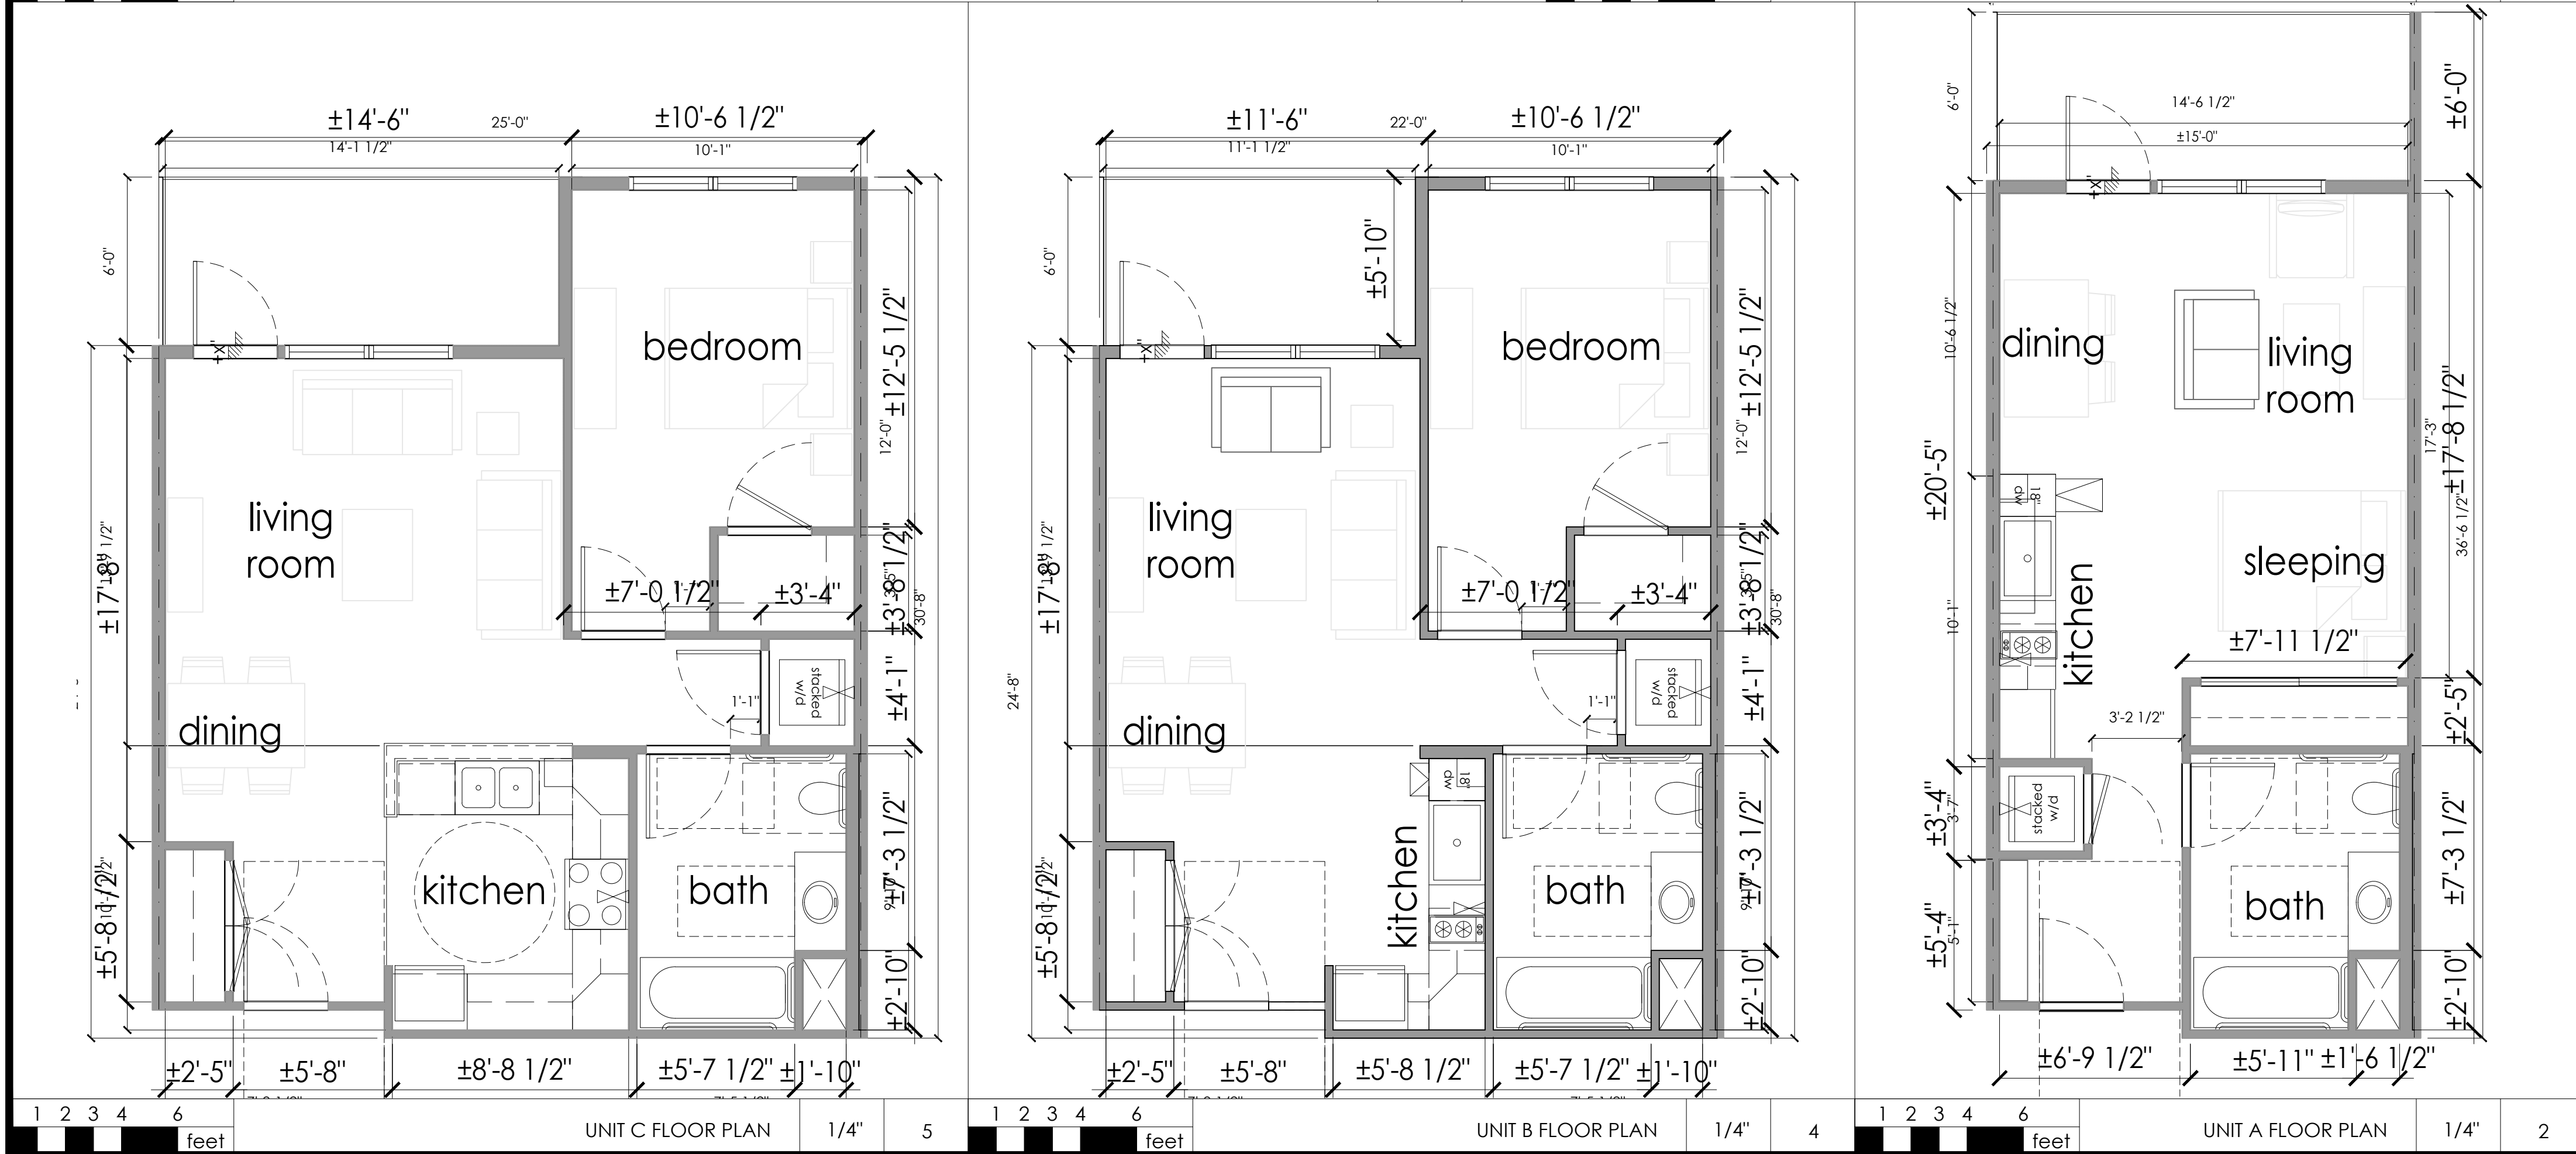 ±14'-6"
25'-0"
±10'-6 1/2"
14'-1 1/2"
10'-1"
6'-0"
bedroom
±12'-5 1/2"
12'-0"
living
room
±17'-8"
±7'-0 1/2"
±3'-4"
±3'-8 1/2"
30'-8"
stacked
w/d
1'-1"
±4'-1"
dining
kitchen
bath
±7'-3 1/2"
±5'-8 1/2"
±2'-10"
±2'-5"
±5'-8"
±8'-8 1/2"
±5'-7 1/2"
±1'-10"
1 2 3 4 6
feet
UNIT C FLOOR PLAN
1/4"
5
±11'-6"
22'-0"
±10'-6 1/2"
11'-1 1/2"
10'-1"
6'-0"
±5'-10"
bedroom
±12'-5 1/2"
12'-0"
living
room
±17'-8"
±7'-0 1/2"
±3'-4"
±3'-8 1/2"
30'-8"
24'-8"
stacked
w/d
1'-1"
±4'-1"
dining
18"
dw
kitchen
bath
±7'-3 1/2"
±5'-8 1/2"
±2'-10"
±2'-5"
±5'-8"
±5'-8 1/2"
±5'-7 1/2"
±1'-10"
1 2 3 4 6
feet
UNIT B FLOOR PLAN
1/4"
4
6'-0"
14'-6 1/2"
±15'-0"
±6'-0"
10'-6 1/2"
dining
living
room
17'-3"
±17'-8 1/2"
36'-6 1/2"
±20'-5"
18"
dw
sleeping
kitchen
10'-1"
±7'-11 1/2"
3'-2 1/2"
±2'-5"
stacked
w/d
±3'-4"
3'-7"
±7'-3 1/2"
±5'-4"
5'-1"
bath
±2'-10"
±6'-9 1/2"
±5'-11"
±1'-6 1/2"
1 2 3 4 6
feet
UNIT A FLOOR PLAN
1/4"
2